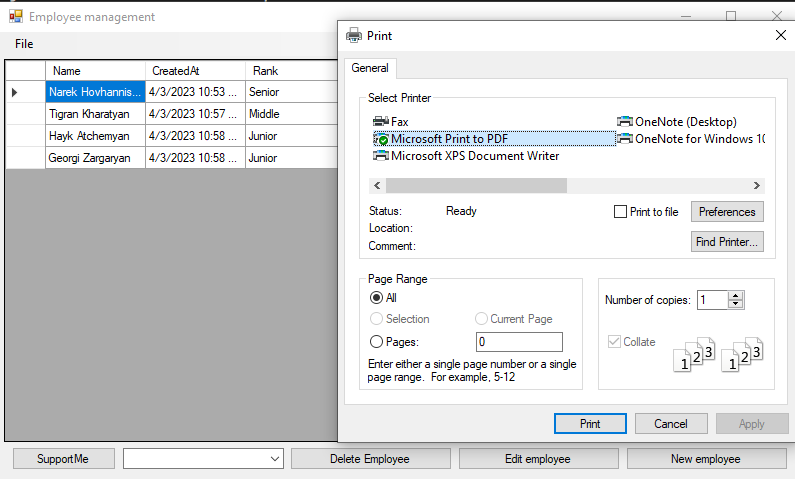 Employee management
File
Name CreatedAt Rank
Narek Hovhannis... 4/3/2023 10:53 ... Senior
Tigran Kharatyan 4/3/2023 10:57 ... Middle
Hayk Atchemyan 4/3/2023 10:58 ... Junior
Georgi Zargaryan 4/3/2023 10:58 ... Junior
SupportMe
Delete Employee
Edit employee
New employee
Print
General
Select Printer
Fax
Microsoft Print to PDF
Microsoft XPS Document Writer
OneNote (Desktop)
OneNote for Windows 10
Status: Ready
Location:
Comment:
Print to file
Preferences
Find Printer...
Page Range
All
Selection
Current Page
Pages: 0
Enter either a single page number or a single
page range. For example, 5-12
Number of copies: 1
Collate
1 2 3 1 2 3
Print
Cancel
Apply